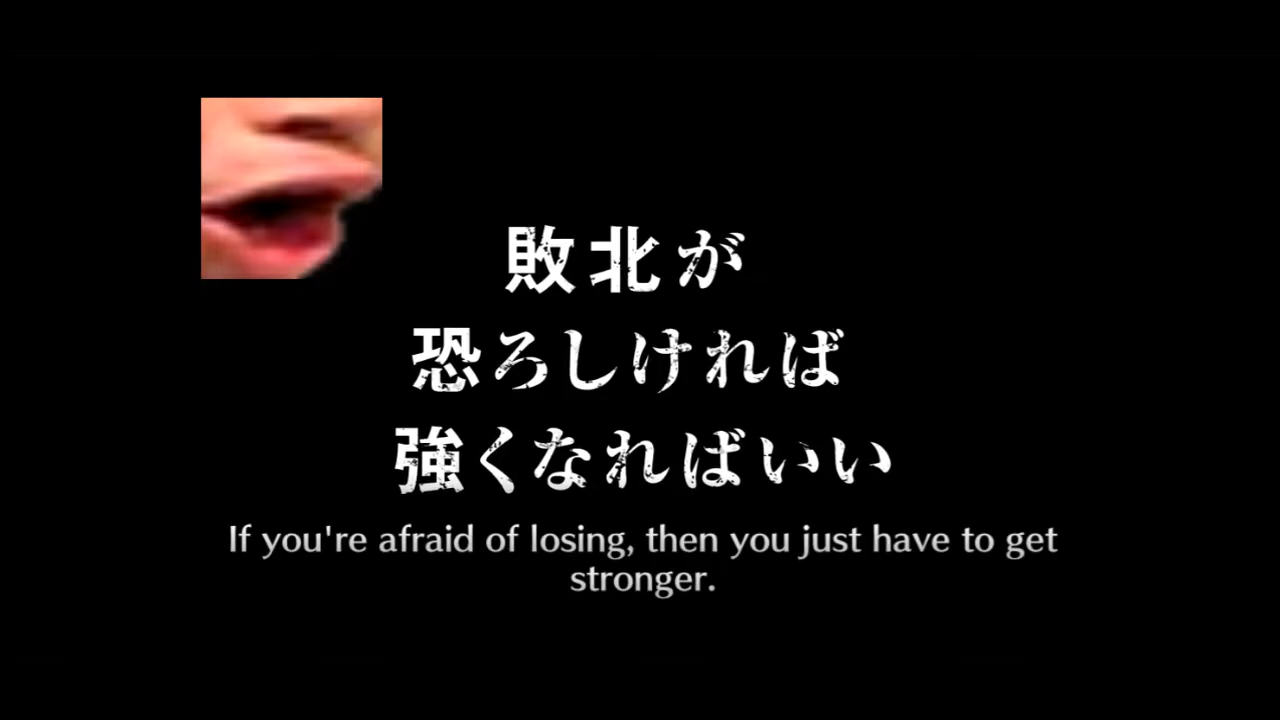 敗北が
恐ろしければ
強くなればいい
If you're afraid of losing, then you just have to get
stronger.